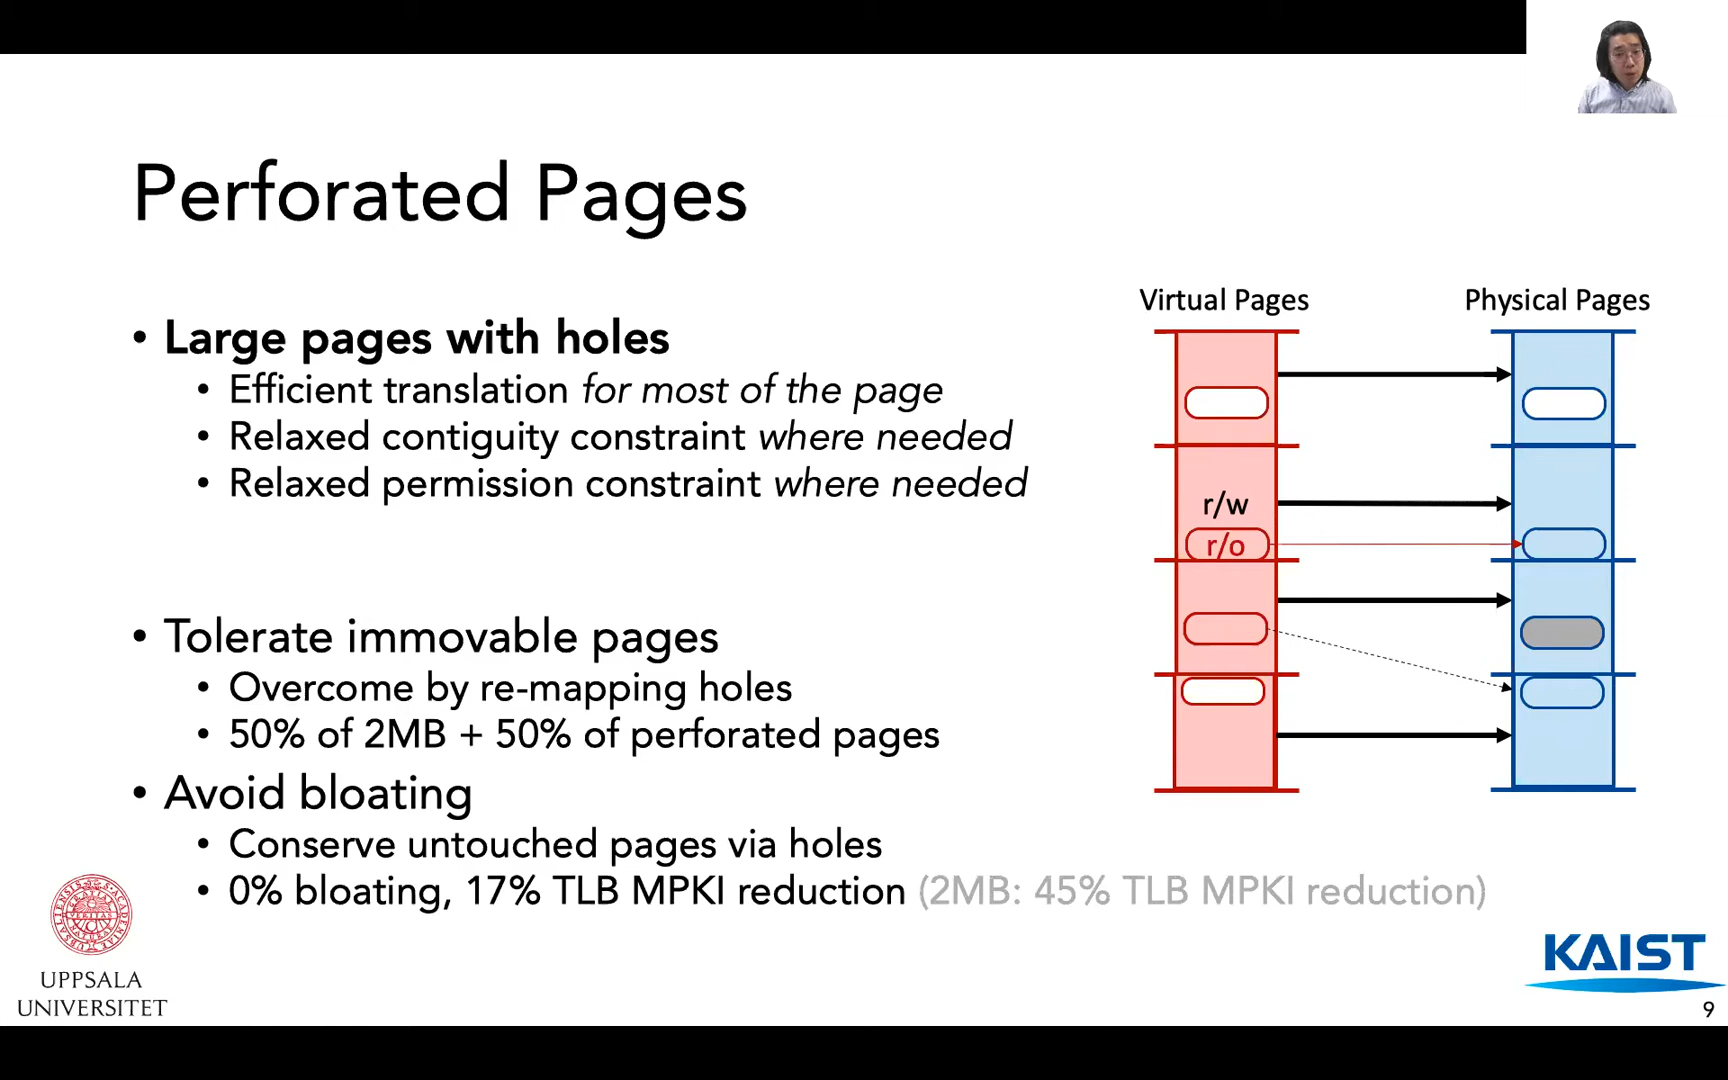 Perforated Pages
• Large pages with holes
• Efficient translation for most of the page
• Relaxed contiguity constraint where needed
• Relaxed permission constraint where needed
• Tolerate immovable pages
• Overcome by re-mapping holes
• 50% of 2MB + 50% of perforated pages
• Avoid bloating
• Conserve untouched pages via holes
• 0% bloating, 17% TLB MPKI reduction (2MB: 45% TLB MPKI reduction)
Virtual Pages
Physical Pages
r/w
r/o
UPPSALA
UNIVERSITET
KAIST
9